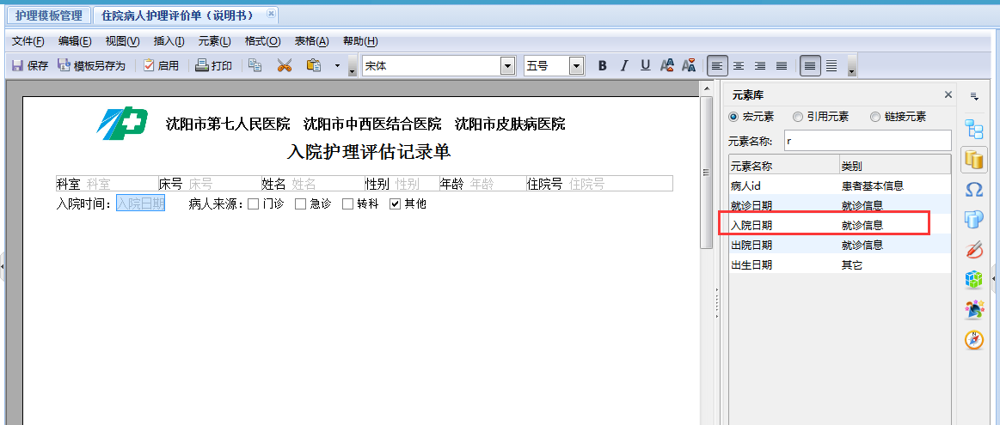 护理模板管理 住院病人护理评价单（说明书）
文件(F) 编辑(E) 视图(V) 插入(I) 元素(L) 格式(O) 表格(A) 帮助(H)
保存 模板另存为 启用 打印 宋体 五号 B I U
沈阳市第七人民医院 沈阳市中西医结合医院 沈阳市皮肤病医院
入院护理评估记录单
科室 科室 床号 床号 姓名 姓名 性别 性别 年龄 年龄 住院号 住院号
入院时间： 入院日期 病人来源： 门诊 急诊 转科 其他
元素库
宏元素 引用元素 链接元素
元素名称: r
元素名称 类别
病人id 患者基本信息
就诊日期 就诊信息
入院日期 就诊信息
出院日期 就诊信息
出生日期 其它